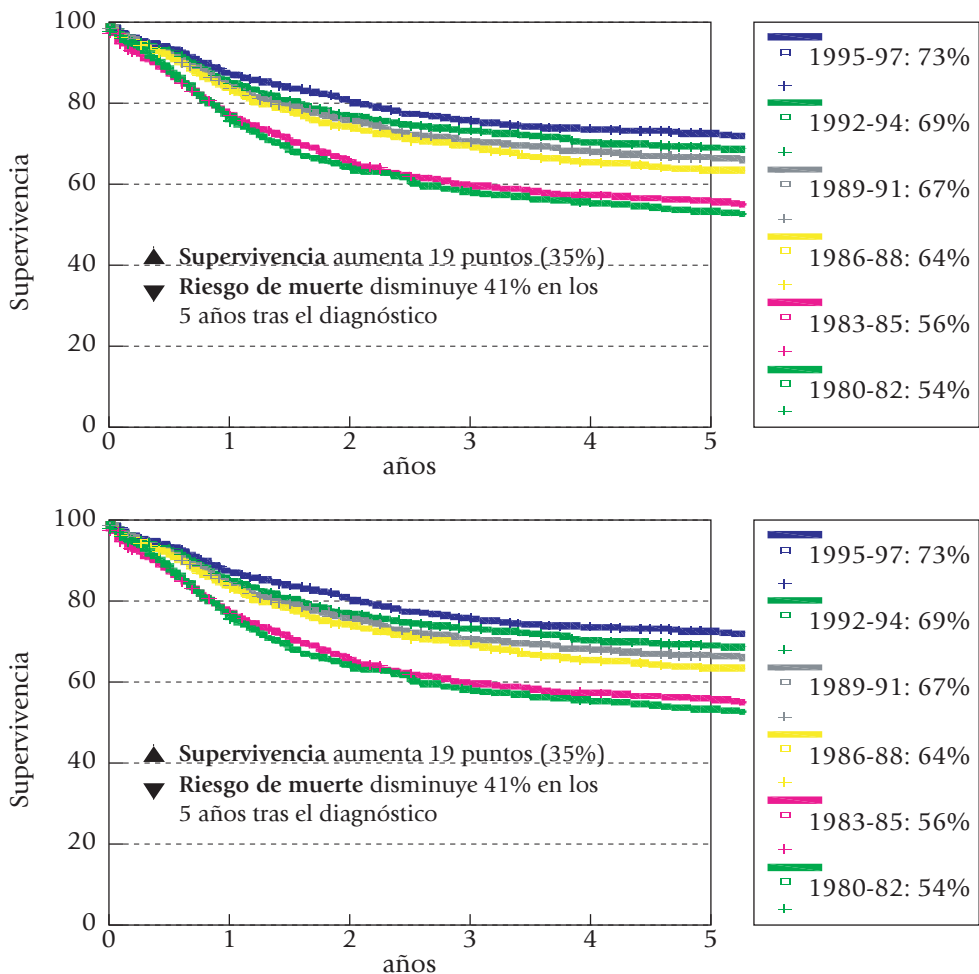 Supervivencia
100
80
60
40
20
0
▲ Supervivencia aumenta 19 puntos (35%)
▼ Riesgo de muerte disminuye 41% en los
5 años tras el diagnóstico
0 1 2 3 4 5
años
1995-97: 73%
1992-94: 69%
1989-91: 67%
1986-88: 64%
1983-85: 56%
1980-82: 54%
Supervivencia
100
80
60
40
20
0
▲ Supervivencia aumenta 19 puntos (35%)
▼ Riesgo de muerte disminuye 41% en los
5 años tras el diagnóstico
0 1 2 3 4 5
años
1995-97: 73%
1992-94: 69%
1989-91: 67%
1986-88: 64%
1983-85: 56%
1980-82: 54%